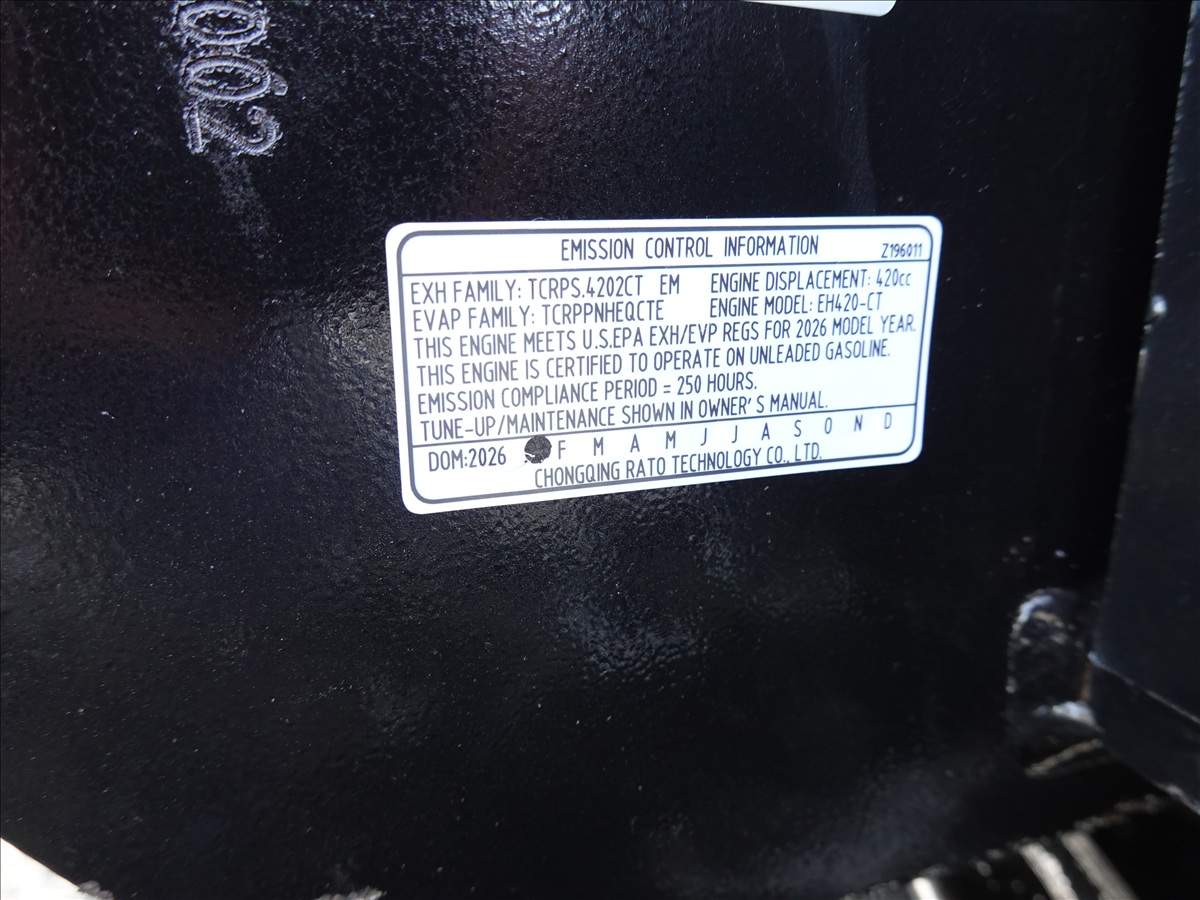 002
EMISSION CONTROL INFORMATION Z196011
EXH FAMILY: TCRPS.4202CT EM ENGINE DISPLACEMENT: 420cc
EVAP FAMILY: TCRPPNHEQCTE ENGINE MODEL: EH420-CT
THIS ENGINE MEETS U.S.EPA EXH/EVP REGS FOR 2026 MODEL YEAR.
THIS ENGINE IS CERTIFIED TO OPERATE ON UNLEADED GASOLINE.
EMISSION COMPLIANCE PERIOD = 250 HOURS.
TUNE-UP/MAINTENANCE SHOWN IN OWNER' S MANUAL.
DOM:2026 F M A M J J A S O N D
CHONGQING RATO TECHNOLOGY CO., LTD.